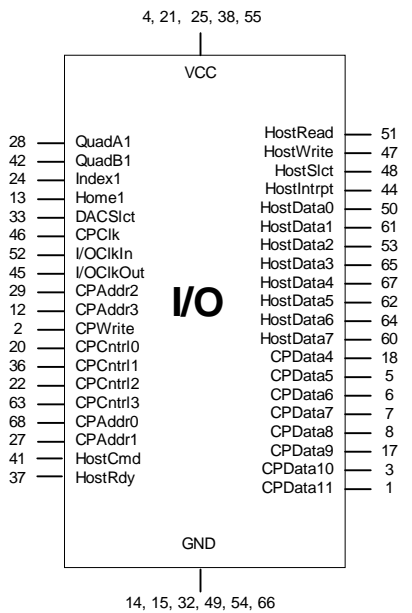 4, 21, 25, 38, 55
VCC
28 QuadA1
42 QuadB1
24 Index1
13 Home1
33 DACSlct
46 CPClk
52 I/OClkIn
45 I/OClkOut
29 CPAddr2
12 CPAddr3
2 CPWrite
20 CPCntrl0
36 CPCntrl1
22 CPCntrl2
63 CPCntrl3
68 CPAddr0
27 CPAddr1
41 HostCmd
37 HostRdy
I/O
HostRead 51
HostWrite 47
HostSlct 48
HostIntrpt 44
HostData0 50
HostData1 61
HostData2 53
HostData3 65
HostData4 67
HostData5 62
HostData6 64
HostData7 60
CPData4 18
CPData5 5
CPData6 6
CPData7 7
CPData8 8
CPData9 17
CPData10 3
CPData11 1
GND
14, 15, 32, 49, 54, 66